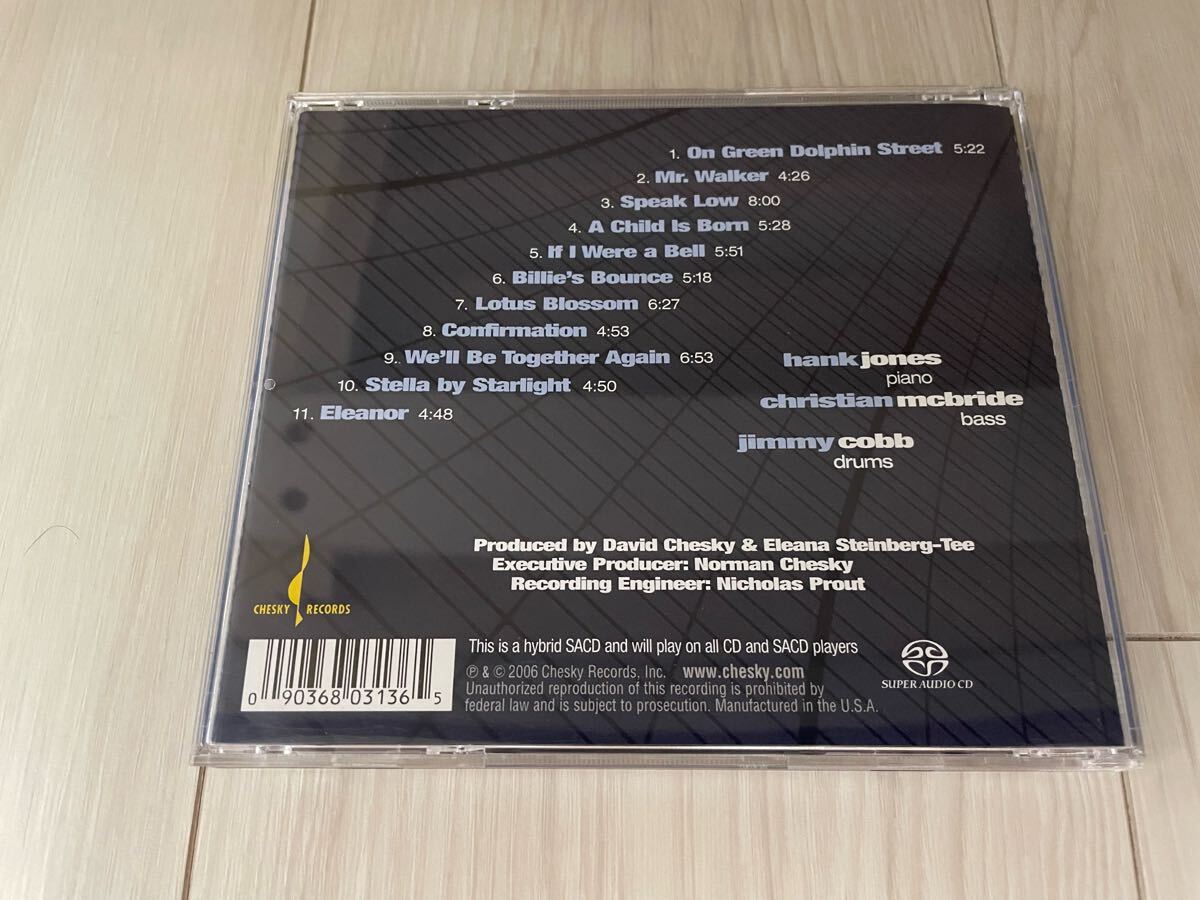 1. On Green Dolphin Street 5:22
2. Mr. Walker 4:26
3. Speak Low 8:00
4. A Child Is Born 5:28
5. If I Were a Bell 5:51
6. Billie's Bounce 5:18
7. Lotus Blossom 6:27
8. Confirmation 4:53
9. We'll Be Together Again 6:53
10. Stella by Starlight 4:50
11. Eleanor 4:48
hank jones
piano
christian mcbride
bass
jimmy cobb
drums
Produced by David Chesky & Eleana Steinberg-Tee
Executive Producer: Norman Chesky
Recording Engineer: Nicholas Prout
CHESKY RECORDS
This is a hybrid SACD and will play on all CD and SACD players
℗ & © 2006 Chesky Records, Inc. www.chesky.com
Unauthorized reproduction of this recording is prohibited by
federal law and is subject to prosecution. Manufactured in the U.S.A.
SUPER AUDIO CD
0 90368 03136 5